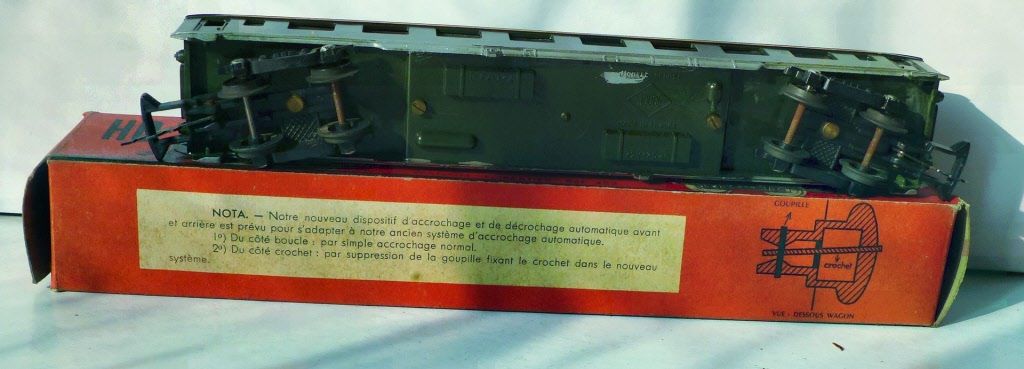 HO
NOTA. — Notre nouveau dispositif d'accrochage et de décrochage automatique avant
et arrière est prévu pour s'adapter à notre ancien système d'accrochage automatique.
1º) Du côté boucle : par simple accrochage normal.
2º) Du côté crochet : par suppression de la goupille fixant le crochet dans le nouveau
système.
GOUPILLE
crochet
VUE - DESSOUS WAGON